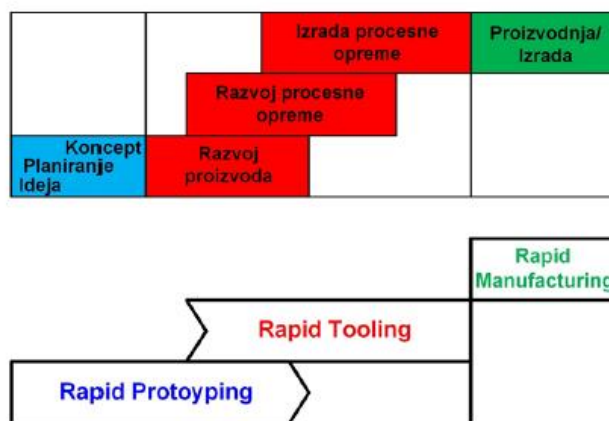 Izrada procesne
opreme
Proizvodnja/
Izrada
Razvoj procesne
opreme
Koncept
Planiranje
Ideja
Razvoj
proizvoda
Rapid
Manufacturing
Rapid Tooling
Rapid Protoyping